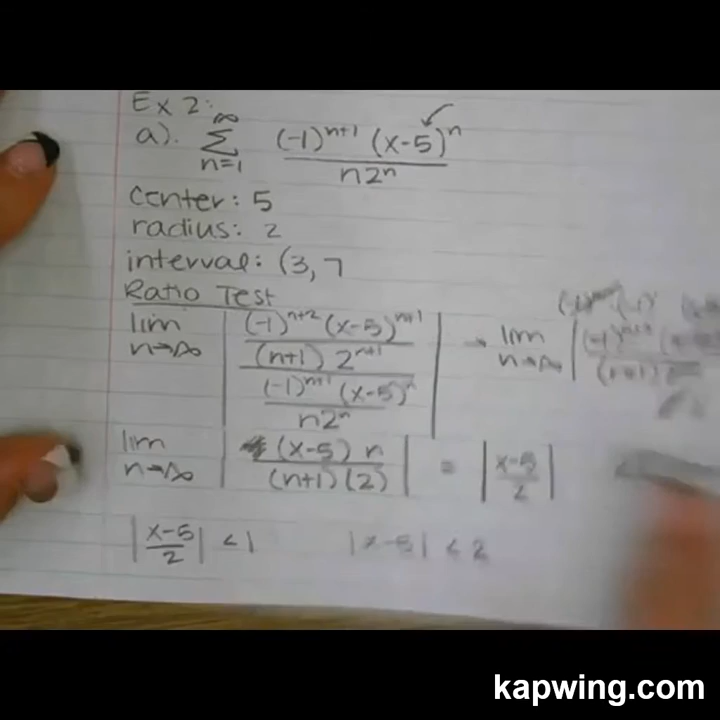 Ex 2:
a). ∞ Σ n=1 (-1)^{n+1} (x-5)^n / n2^n
center: 5
radius: 2
interval: (3, 7
Ratio Test
lim n→∞ | (-1)^{n+2} (x-5)^{n+1} / (n+1) 2^{n+1} / (-1)^{n+1} (x-5)^n / n2^n | → lim n→∞ |
lim n→∞ | (x-5) n / (n+1)(2) | = | x-5 / 2 |
| x-5 / 2 | < 1 |x-5| < 2
kapwing.com